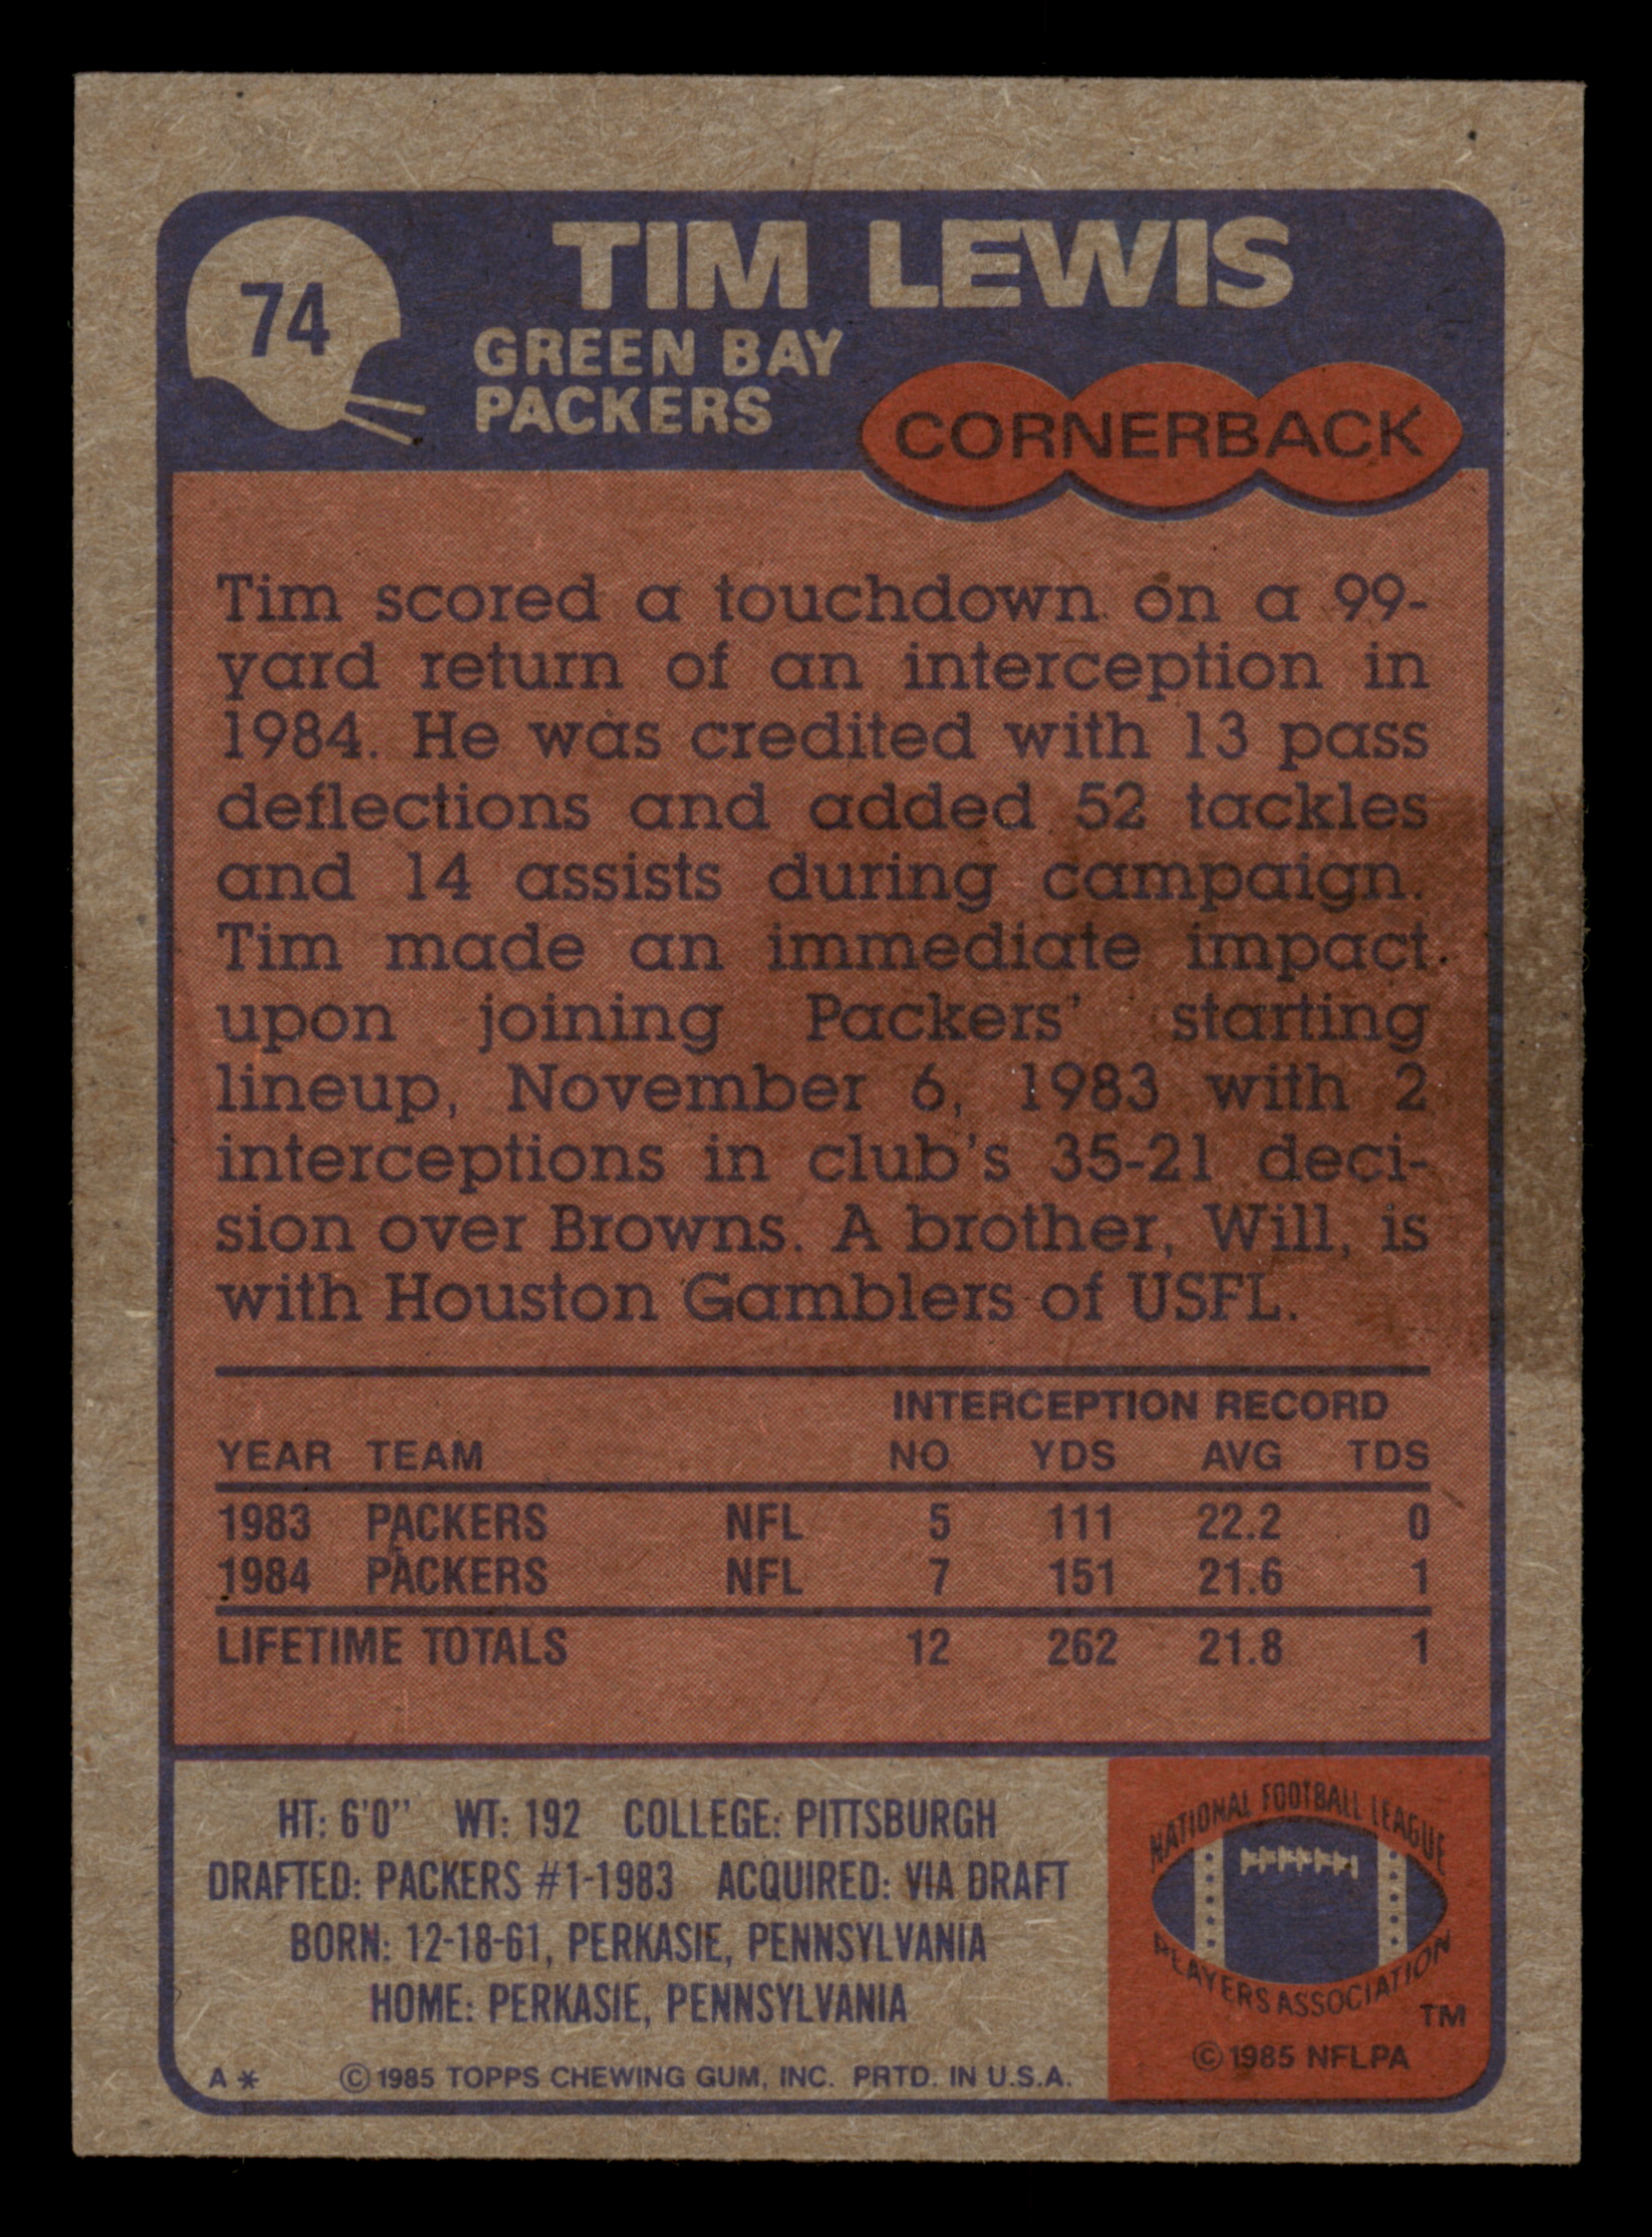 74
TIM LEWIS
GREEN BAY
PACKERS
CORNERBACK
Tim scored a touchdown on a 99-
yard return of an interception in
1984. He was credited with 13 pass
deflections and added 52 tackles
and 14 assists during campaign.
Tim made an immediate impact
upon joining Packers' starting
lineup, November 6, 1983 with 2
interceptions in club's 35-21 deci-
sion over Browns. A brother, Will, is
with Houston Gamblers of USFL.
INTERCEPTION RECORD
YEAR TEAM NO YDS AVG TDS
1983 PACKERS NFL 5 111 22.2 0
1984 PACKERS NFL 7 151 21.6 1
LIFETIME TOTALS 12 262 21.8 1
HT: 6'0" WT: 192 COLLEGE: PITTSBURGH
DRAFTED: PACKERS #1-1983 ACQUIRED: VIA DRAFT
BORN: 12-18-61, PERKASIE, PENNSYLVANIA
HOME: PERKASIE, PENNSYLVANIA
A* © 1985 TOPPS CHEWING GUM, INC. PRTD. IN U.S.A.
NATIONAL FOOTBALL LEAGUE
PLAYERS ASSOCIATION
TM
© 1985 NFLPA